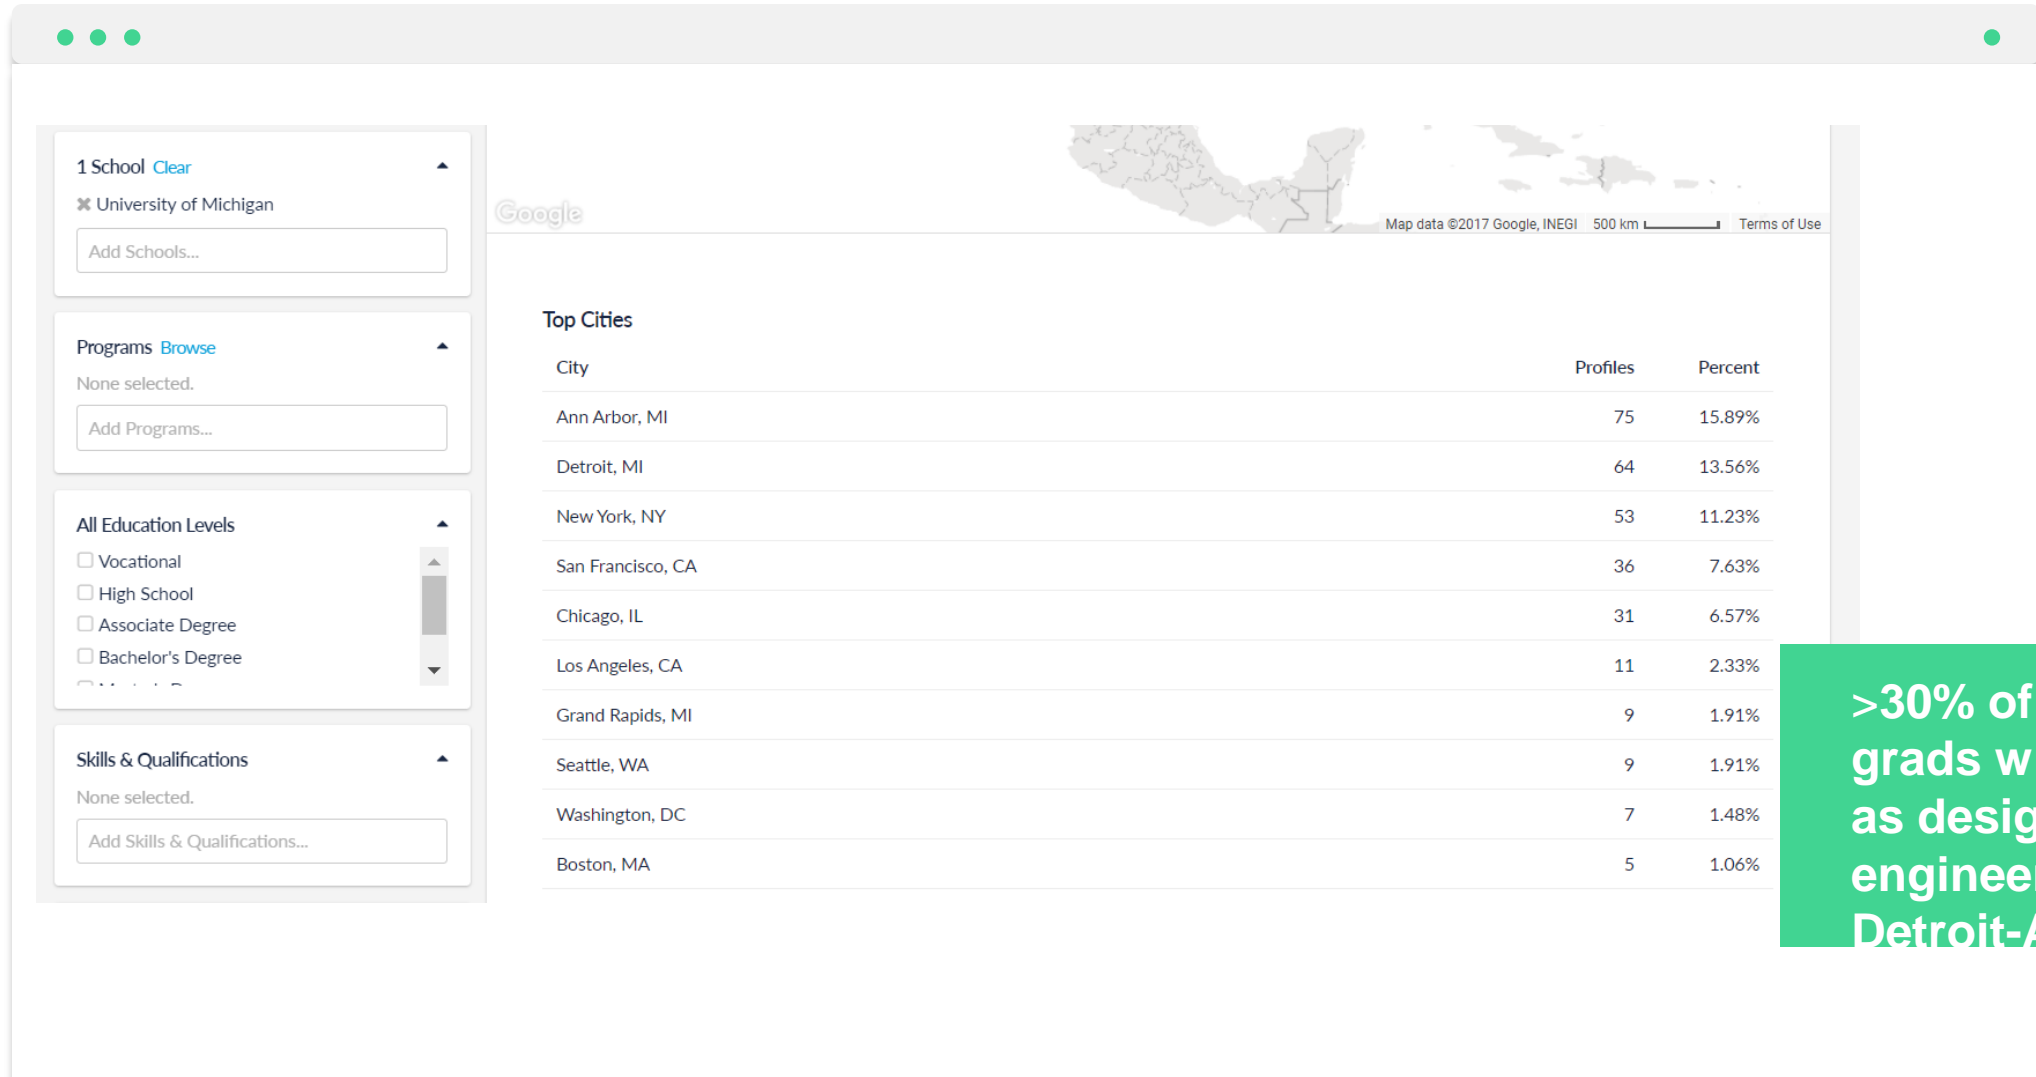 1 School Clear
✖ University of Michigan
Add Schools...
Programs Browse
None selected.
Add Programs...
All Education Levels
Vocational
High School
Associate Degree
Bachelor's Degree
Skills & Qualifications
None selected.
Add Skills & Qualifications...
Google
Map data ©2017 Google, INEGI 500 km Terms of Use
Top Cities
City Profiles Percent
Ann Arbor, MI 75 15.89%
Detroit, MI 64 13.56%
New York, NY 53 11.23%
San Francisco, CA 36 7.63%
Chicago, IL 31 6.57%
Los Angeles, CA 11 2.33%
Grand Rapids, MI 9 1.91%
Seattle, WA 9 1.91%
Washington, DC 7 1.48%
Boston, MA 5 1.06%
>30% of
grads
as
Detroit-